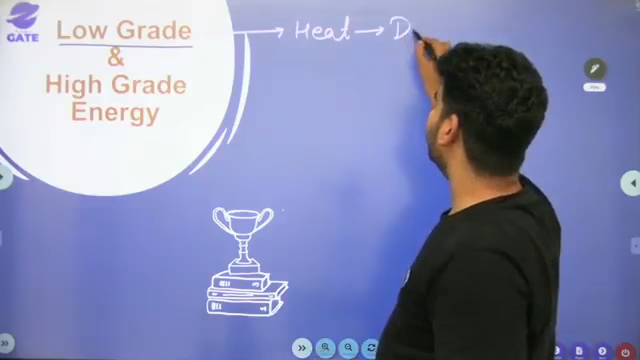 GATE
Low Grade → Heat → D
&
High Grade
Energy